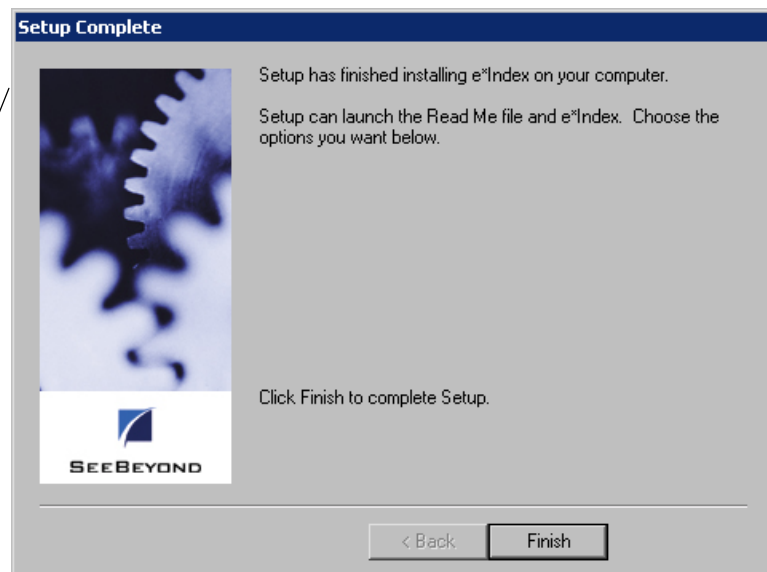 Setup Complete
Setup has finished installing e*Index on your computer.
Setup can launch the Read Me file and e*Index.  Choose the
options you want below.
Click Finish to complete Setup.
SEEBEYOND
< Back
Finish